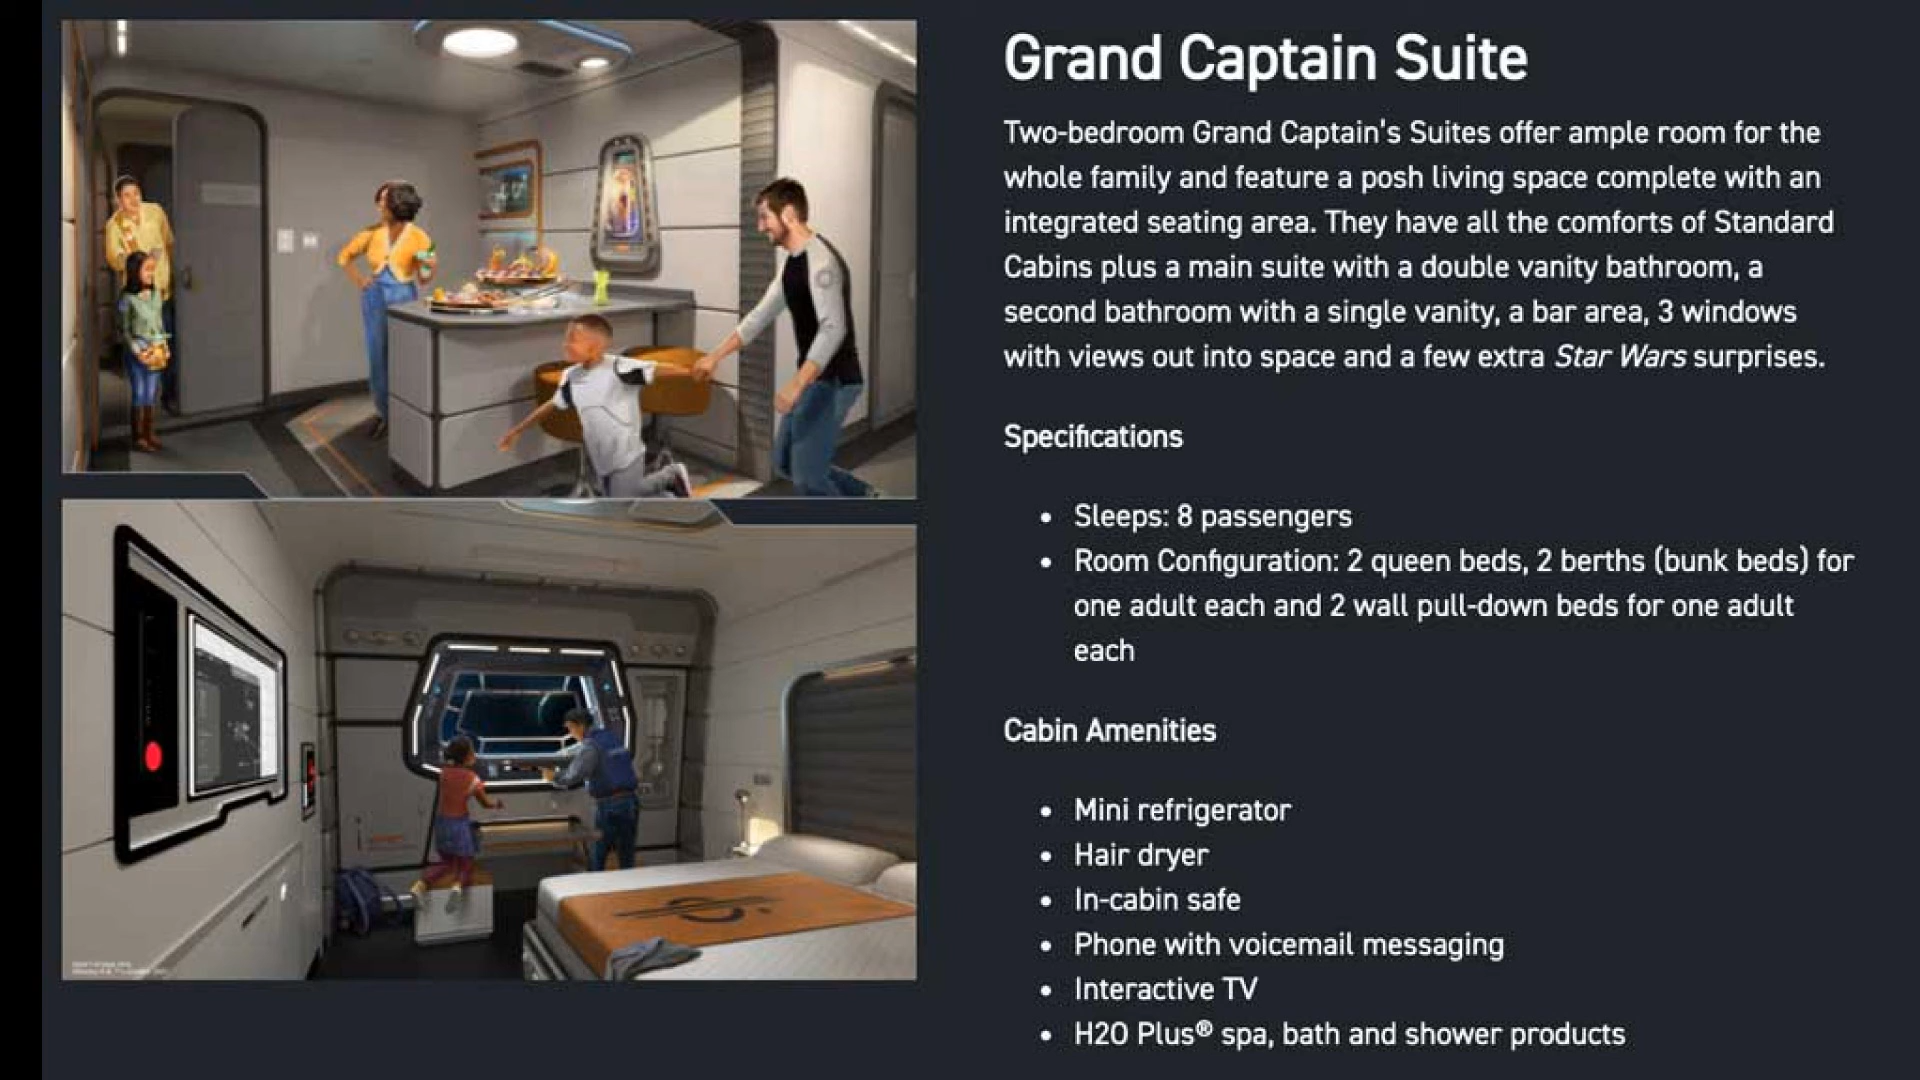 Grand Captain Suite
Two-bedroom Grand Captain's Suites offer ample room for the
whole family and feature a posh living space complete with an
integrated seating area. They have all the comforts of Standard
Cabins plus a main suite with a double vanity bathroom, a
second bathroom with a single vanity, a bar area, 3 windows
with views out into space and a few extra Star Wars surprises.
Specifications
• Sleeps: 8 passengers
• Room Configuration: 2 queen beds, 2 berths (bunk beds) for
one adult each and 2 wall pull-down beds for one adult
each
Cabin Amenities
• Mini refrigerator
• Hair dryer
• In-cabin safe
• Phone with voicemail messaging
• Interactive TV
• H2O Plus® spa, bath and shower products